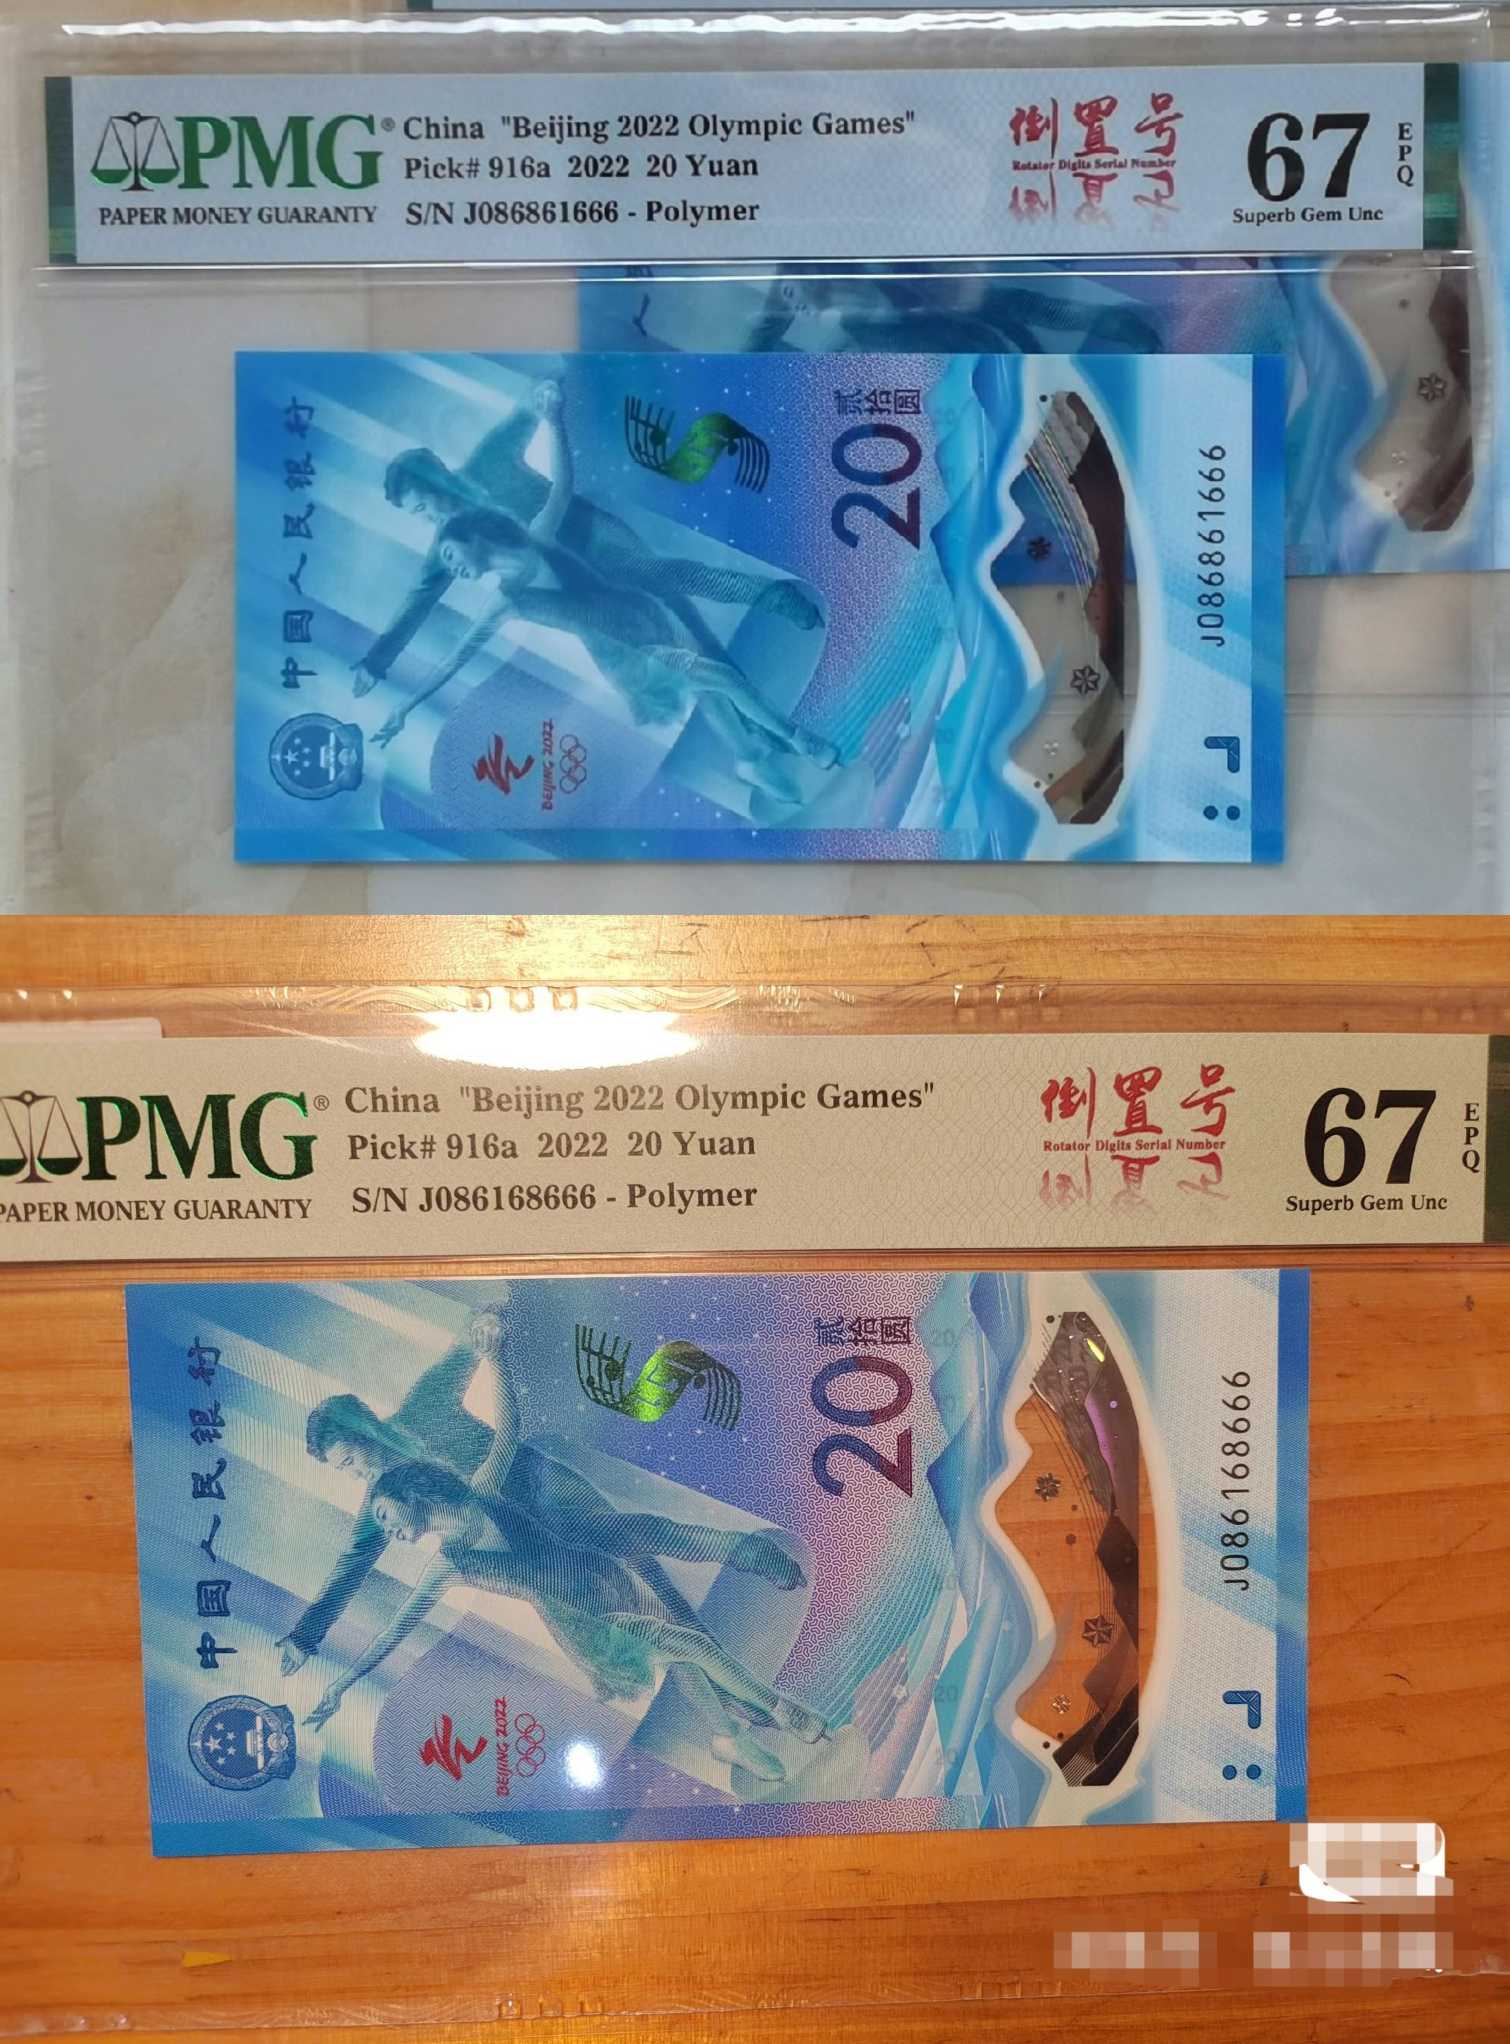 PMG® China "Beijing 2022 Olympic Games"
Pick# 916a 2022 20 Yuan
PAPER MONEY GUARANTY S/N J086861666 - Polymer
倒置号
Rotator Digits Serial Number
67
EPQ
Superb Gem Unc
中国人民银行
BEIJING 2022
贰拾圆
20
J086861666
PMG® China "Beijing 2022 Olympic Games"
Pick# 916a 2022 20 Yuan
PAPER MONEY GUARANTY S/N J086168666 - Polymer
倒置号
Rotator Digits Serial Number
67
EPQ
Superb Gem Unc
中国人民银行
BEIJING 2022
贰拾圆
20
J086168666